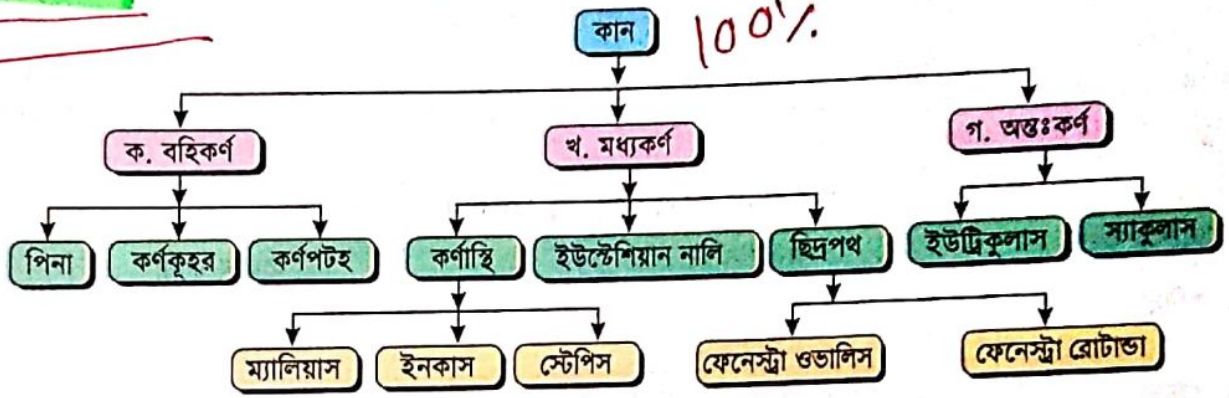 কান 100%
ক. বহিকর্ণ খ. মধ্যকর্ণ গ. অন্তঃকর্ণ
পিনা কর্ণকূহর কর্ণপটহ কর্ণাস্থি ইউস্টেশিয়ান নালি ছিদ্রপথ ইউট্রিকুলাস স্যাকুলাস
ম্যালিয়াস ইনকাস স্টেপিস ফেনেস্ট্রা ওভালিস ফেনেস্ট্রা রোটান্ডা